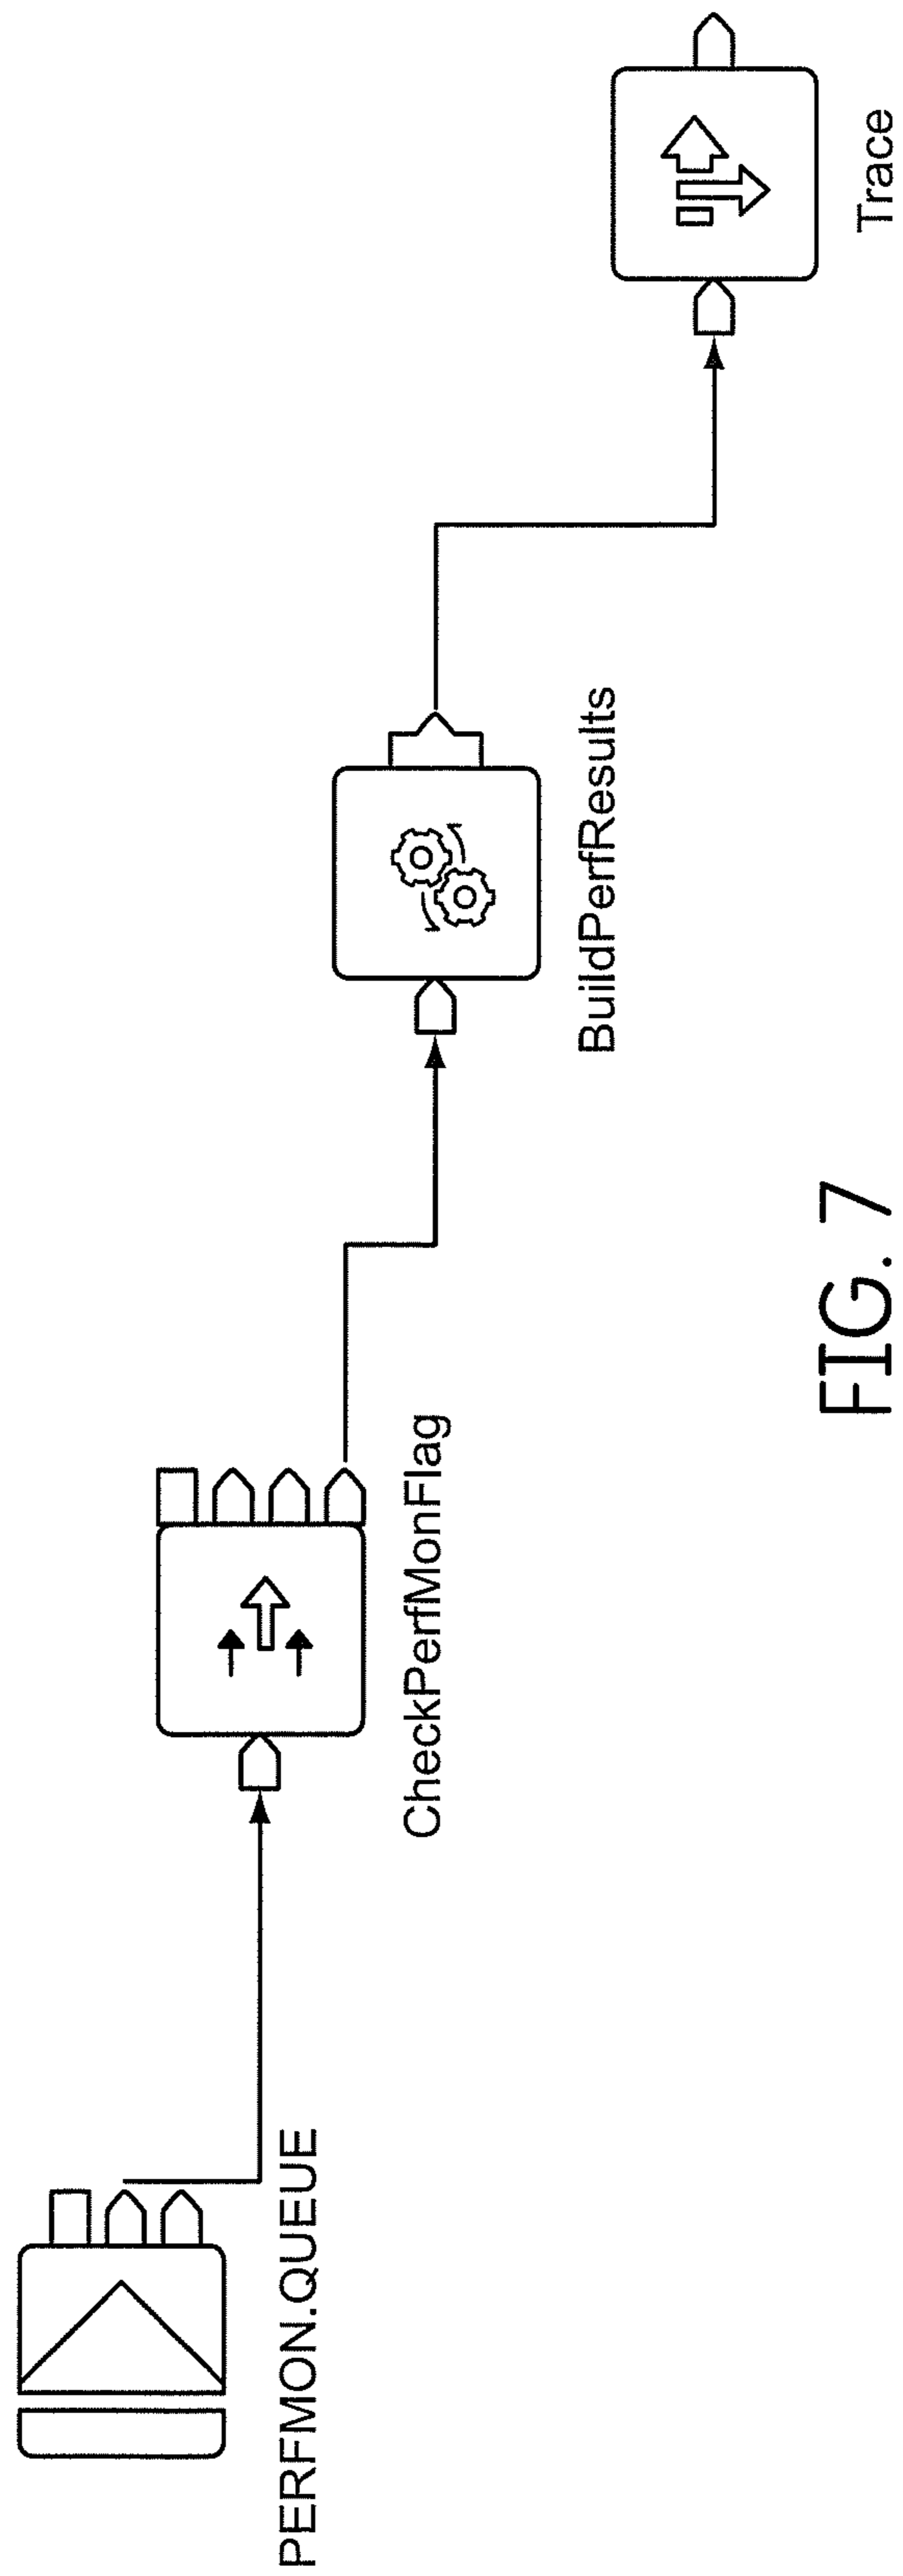 PERFMON.QUEUE
CheckPerfMonFlag
BuildPerfResults
Trace
FIG. 7